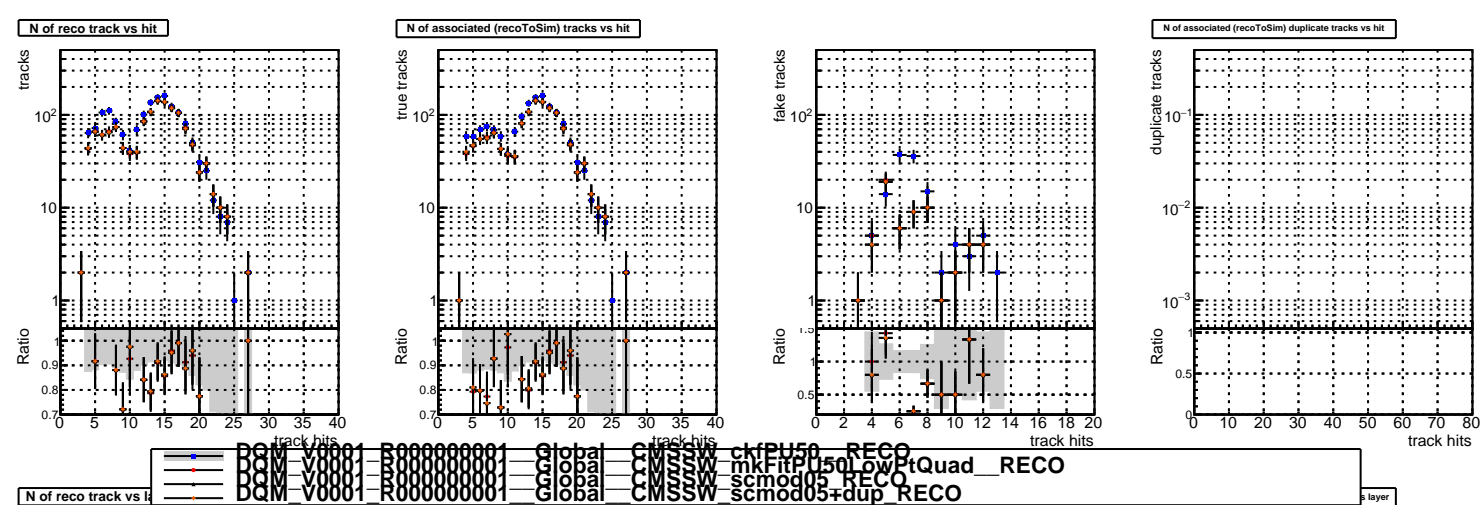 N of reco track vs hit
N of associated (recoToSim) tracks vs hit
N of associated (recoToSim) duplicate tracks vs hit
tracks
10²
10
1
Ratio
1
0.9
0.8
0.7
0 5 10 15 20 25 30 35 40
track hits
true tracks
10²
10
1
Ratio
1
0.9
0.8
0.7
0 5 10 15 20 25 30 35 40
track hits
fake tracks
10²
10
1
Ratio
1.5
1
0.5
0 2 4 6 8 10 12 14 16 18 20
track hits
duplicate tracks
10⁻¹
10⁻²
10⁻³
Ratio
1
0.5
0
0 10 20 30 40 50 60 70 80
track hits
DQM_V0001_R000000001__Global__CMSSW_ckfPU50__RECO
DQM_V0001_R000000001__Global__CMSSW_mkFitPU50LowPtQuad__RECO
DQM_V0001_R000000001__Global__CMSSW_scmod05_RECO
DQM_V0001_R000000001__Global__CMSSW_scmod05+dup_RECO
N of reco track vs
s layer